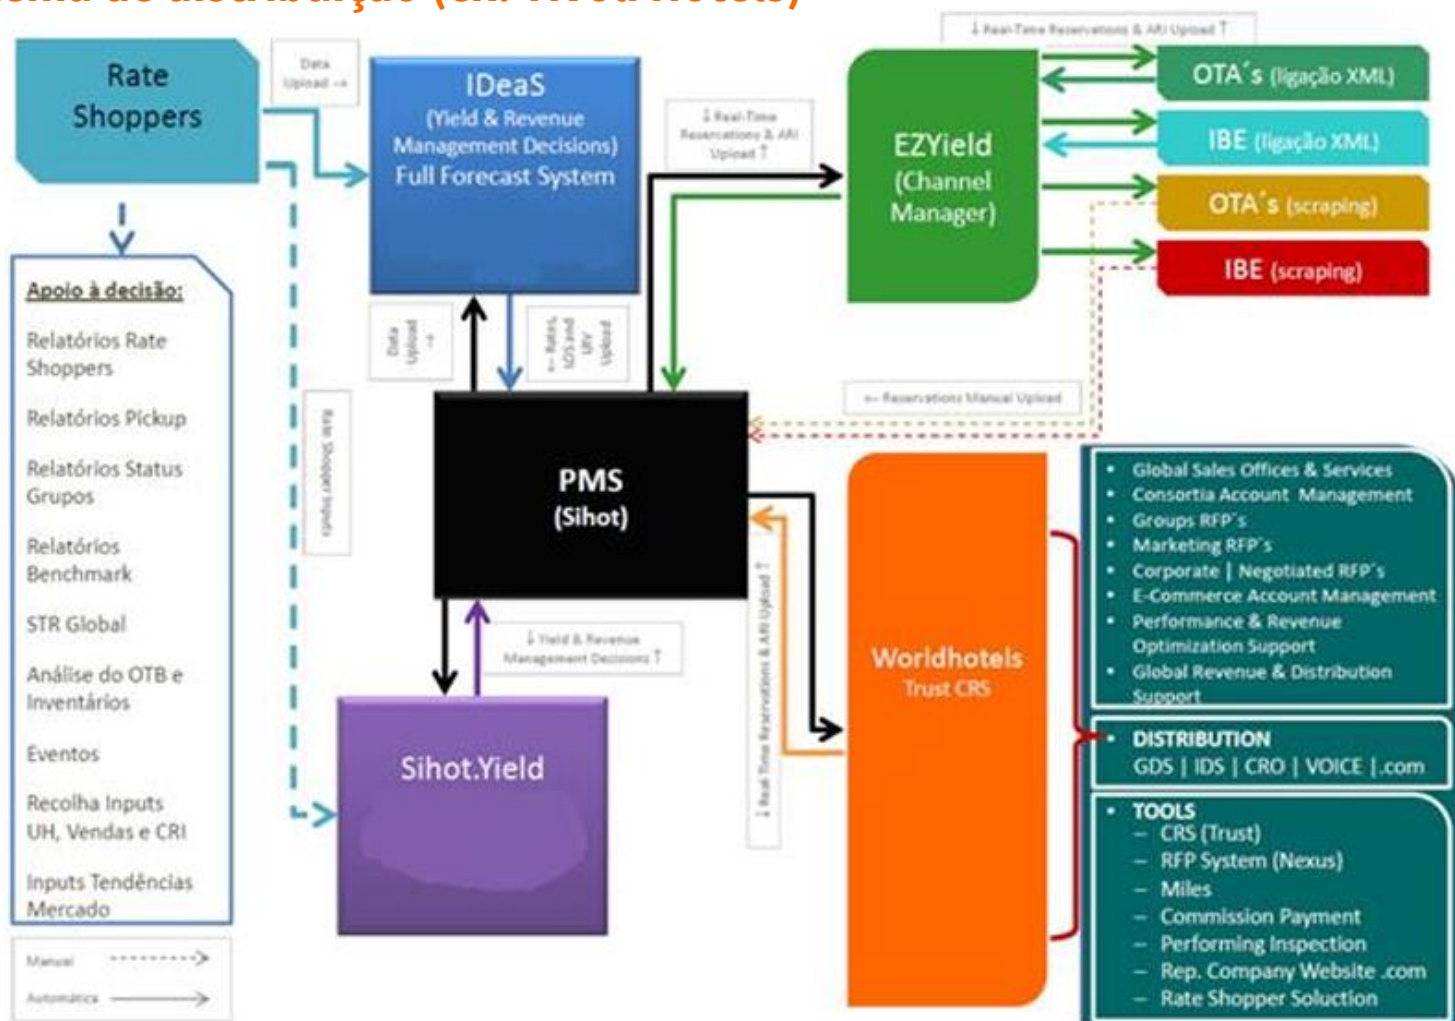 Rate
Shoppers
Data
Upload →
IDeaS
(Yield & Revenue
Management Decisions)
Full Forecast System
↓ Real-Time
Reservations & ARI
Upload ↑
EZYield
(Channel
Manager)
↓ Real-Time Reservations & ARI Upload ↑
OTA´s (ligação XML)
IBE (ligação XML)
OTA´s (scraping)
IBE (scraping)
Apoio à decisão:
Relatórios Rate
Shoppers
Relatórios Pickup
Relatórios Status
Grupos
Relatórios
Benchmark
STR Global
Análise do OTB e
Inventários
Eventos
Recolha Inputs
UH, Vendas e CRI
Inputs Tendências
Mercado
Manual
Automática
Rate Shopper Inputs
Data
Upload
→
← Rates,
LOS and
Upload
← Reservations Manual Upload
PMS
(Sihot)
↓ Yield & Revenue
Management Decisions ↑
Sihot.Yield
↓ Real-Time Reservations & ARI Upload ↑
Worldhotels
Trust CRS
• Global Sales Offices & Services
• Consortia Account Management
• Groups RFP´s
• Marketing RFP´s
• Corporate | Negotiated RFP´s
• E-Commerce Account Management
• Performance & Revenue
Optimization Support
• Global Revenue & Distribution
Support
• DISTRIBUTION
GDS | IDS | CRO | VOICE |.com
• TOOLS
– CRS (Trust)
– RFP System (Nexus)
– Miles
– Commission Payment
– Performing Inspection
– Rep. Company Website .com
– Rate Shopper Soluction